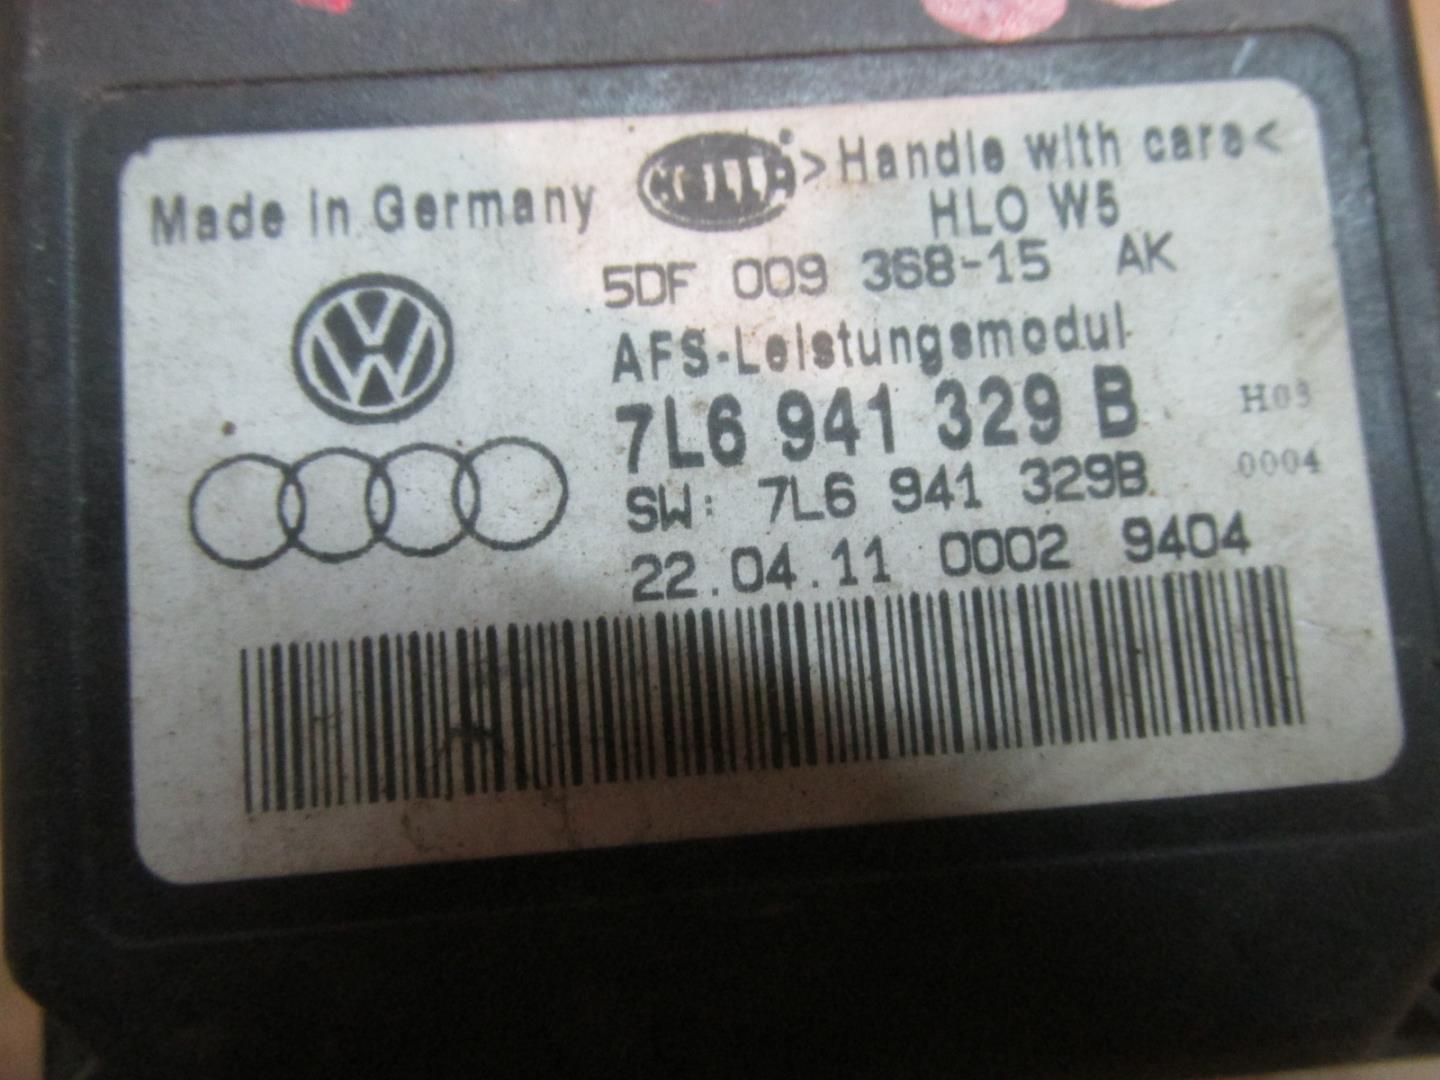 Made in Germany HELLA >Handle with care<
HLO W5
5DF 009 368-15 AK
AFS-Leistungsmodul
7L6 941 329 B H03
SW: 7L6 941 329B 0004
22.04.11 0002 9404